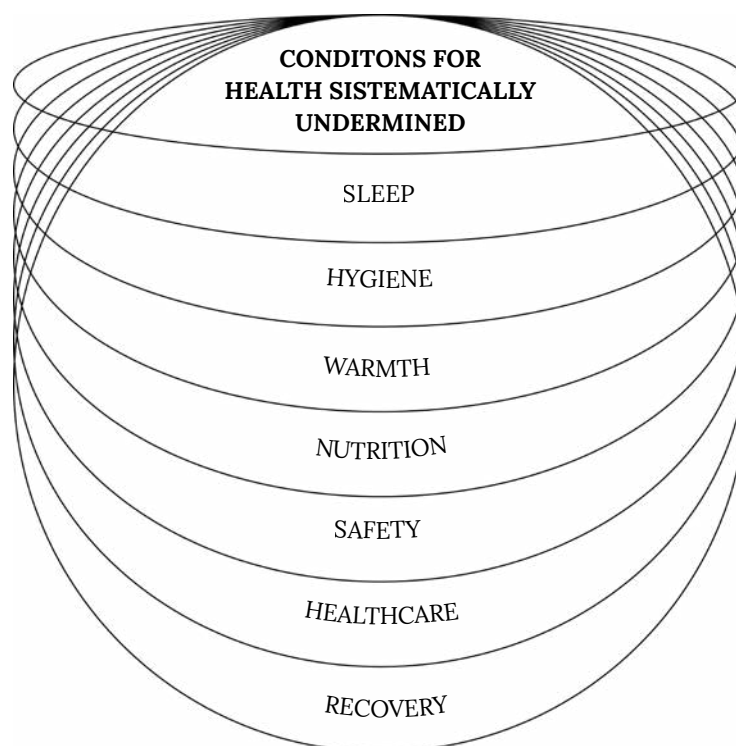 CONDITONS FOR
HEALTH SISTEMATICALLY
UNDERMINED
SLEEP
HYGIENE
WARMTH
NUTRITION
SAFETY
HEALTHCARE
RECOVERY